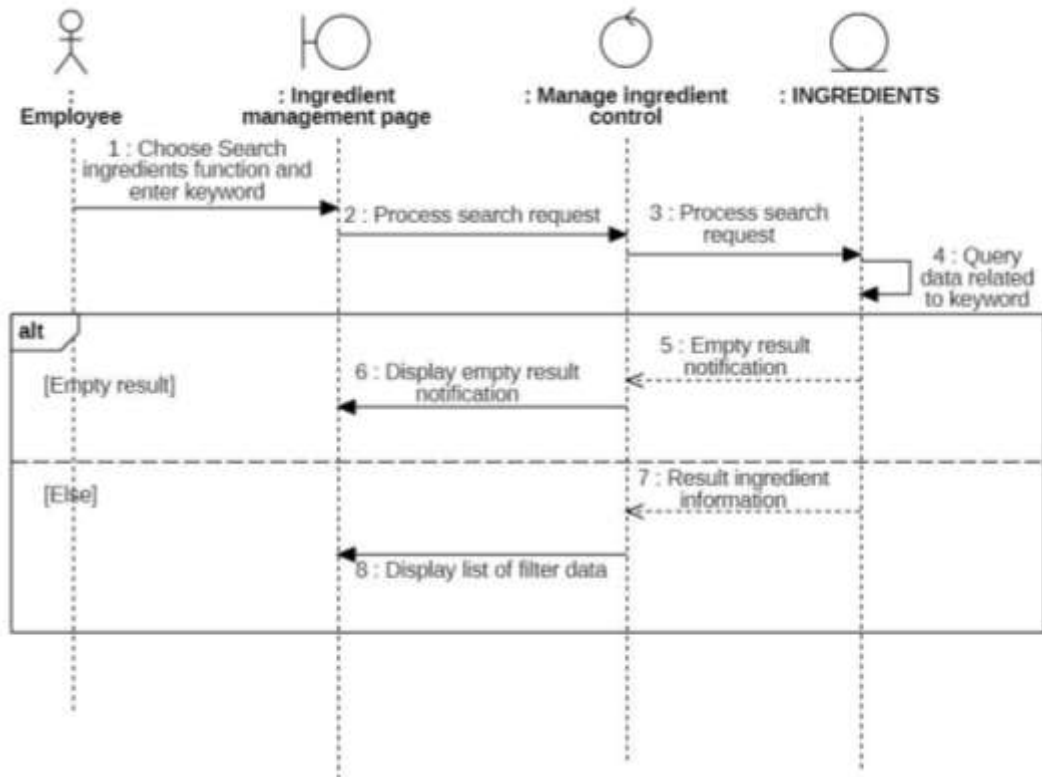 :
Employee
: Ingredient
management page
: Manage ingredient
control
: INGREDIENTS
1 : Choose Search
ingredients function and
enter keyword
2 : Process search request
3 : Process search
request
4 : Query
data related
to keyword
alt
[Empty result]
5 : Empty result
notification
6 : Display empty result
notification
[Else]
7 : Result ingredient
information
8 : Display list of filter data